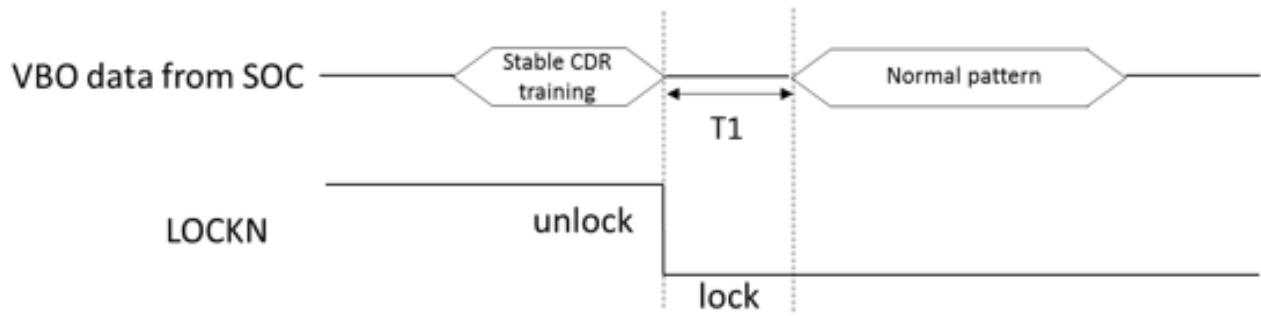 VBO data from SOC
Stable CDR
training
Normal pattern
T1
LOCKN
unlock
lock